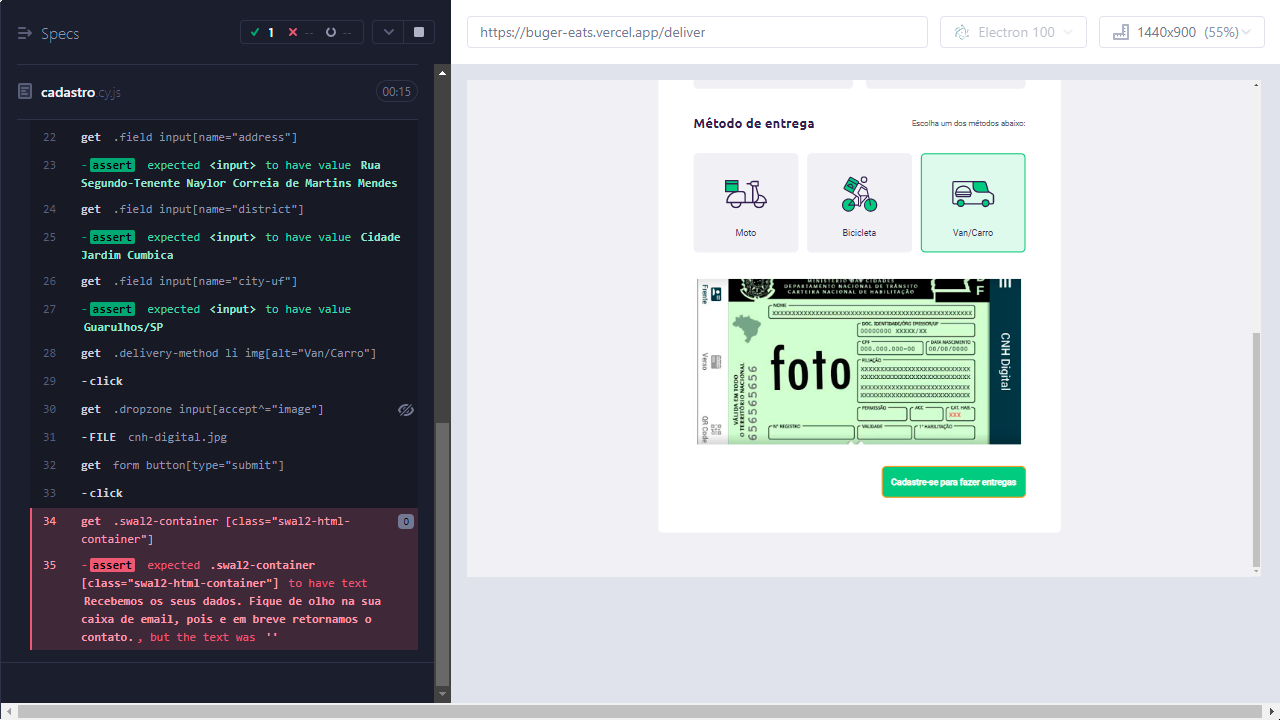 Specs
1
--
--
https://buger-eats.vercel.app/deliver
Electron 100
1440x900 (55%)
cadastro cy.js
00:15
22 get .field input[name="address"]
23 -assert expected <input> to have value Rua
Segundo-Tenente Naylor Correia de Martins Mendes
24 get .field input[name="district"]
25 -assert expected <input> to have value Cidade
Jardim Cumbica
26 get .field input[name="city-uf"]
27 -assert expected <input> to have value
Guarulhos/SP
28 get .delivery-method li img[alt="Van/Carro"]
29 -click
30 get .dropzone input[accept^="image"]
31 -FILE cnh-digital.jpg
32 get form button[type="submit"]
33 -click
34 get .swal2-container [class="swal2-html-
container"]
0
35 -assert expected .swal2-container
[class="swal2-html-container"] to have text
Recebemos os seus dados. Fique de olho na sua
caixa de email, pois e em breve retornamos o
contato. , but the text was ''
Método de entrega
Escolha um dos métodos abaixo:
Moto
Bicicleta
Van/Carro
Frente
Verso
QR Code
MINISTÉRIO DAS CIDADES
DEPARTAMENTO NACIONAL DE TRÂNSITO
CARTEIRA NACIONAL DE HABILITAÇÃO
F
NOME
DOC. IDENTIDADE/ÓRG EMISSOR/UF
00000000 XXXXX/XX
CPF
000.000.000-00
DATA NASCIMENTO
00/00/0000
FILIAÇÃO
PERMISSÃO
ACC
CAT. HAB.
XXX
Nº REGISTRO
VALIDADE
1ª HABILITAÇÃO
foto
VÁLIDA EM TODO
O TERRITÓRIO NACIONAL
656565656
CNH Digital
Cadastre-se para fazer entregas